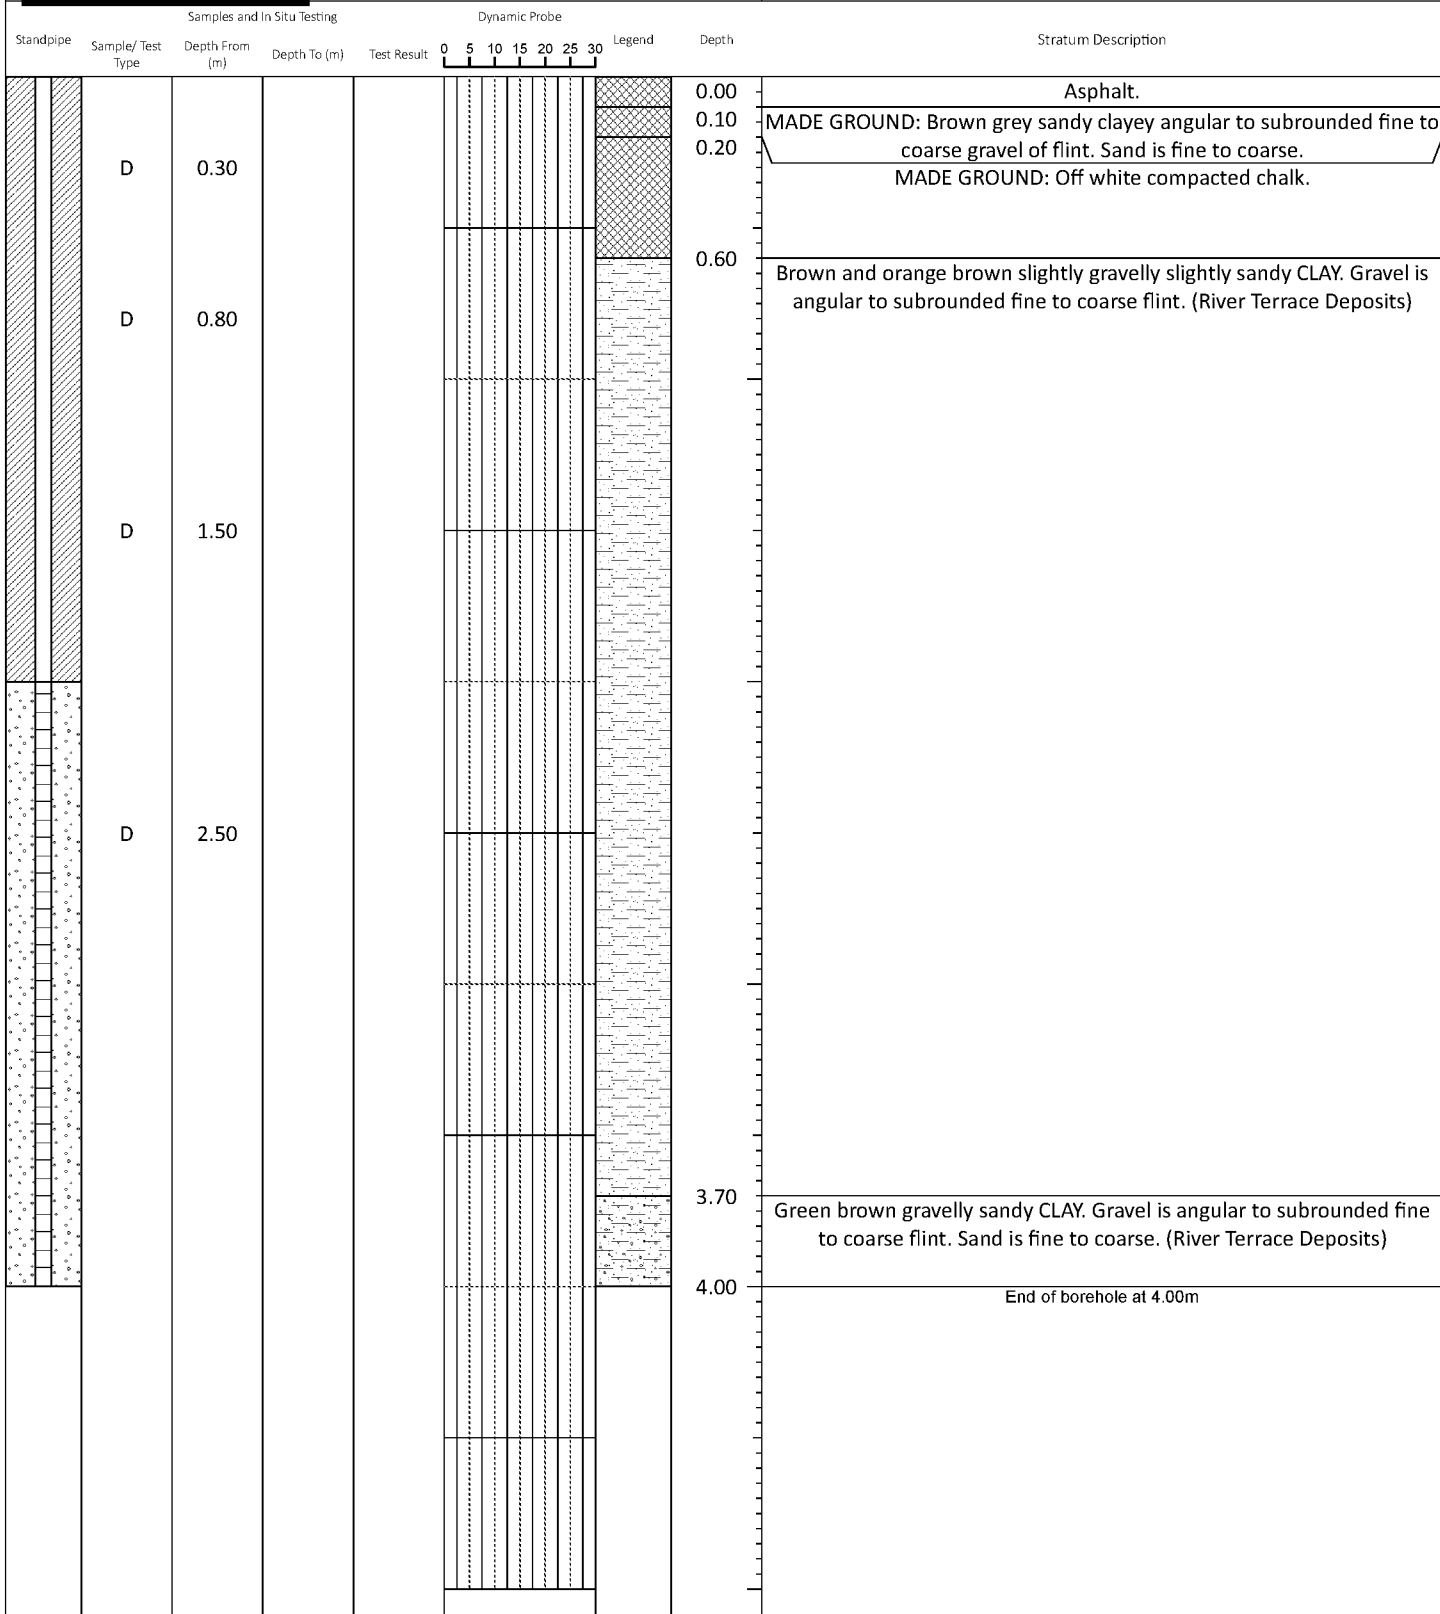 Samples and In Situ Testing
Dynamic Probe
Standpipe
Sample/ Test
Type
Depth From
(m)
Depth To (m)
Test Result
0 5 10 15 20 25 30
Legend
Depth
Stratum Description
0.00
Asphalt.
0.10
MADE GROUND: Brown grey sandy clayey angular to subrounded fine to
coarse gravel of flint. Sand is fine to coarse.
0.20
MADE GROUND: Off white compacted chalk.
D 0.30
0.60
Brown and orange brown slightly gravelly slightly sandy CLAY. Gravel is
angular to subrounded fine to coarse flint. (River Terrace Deposits)
D 0.80
D 1.50
D 2.50
3.70
Green brown gravelly sandy CLAY. Gravel is angular to subrounded fine
to coarse flint. Sand is fine to coarse. (River Terrace Deposits)
4.00
End of borehole at 4.00m